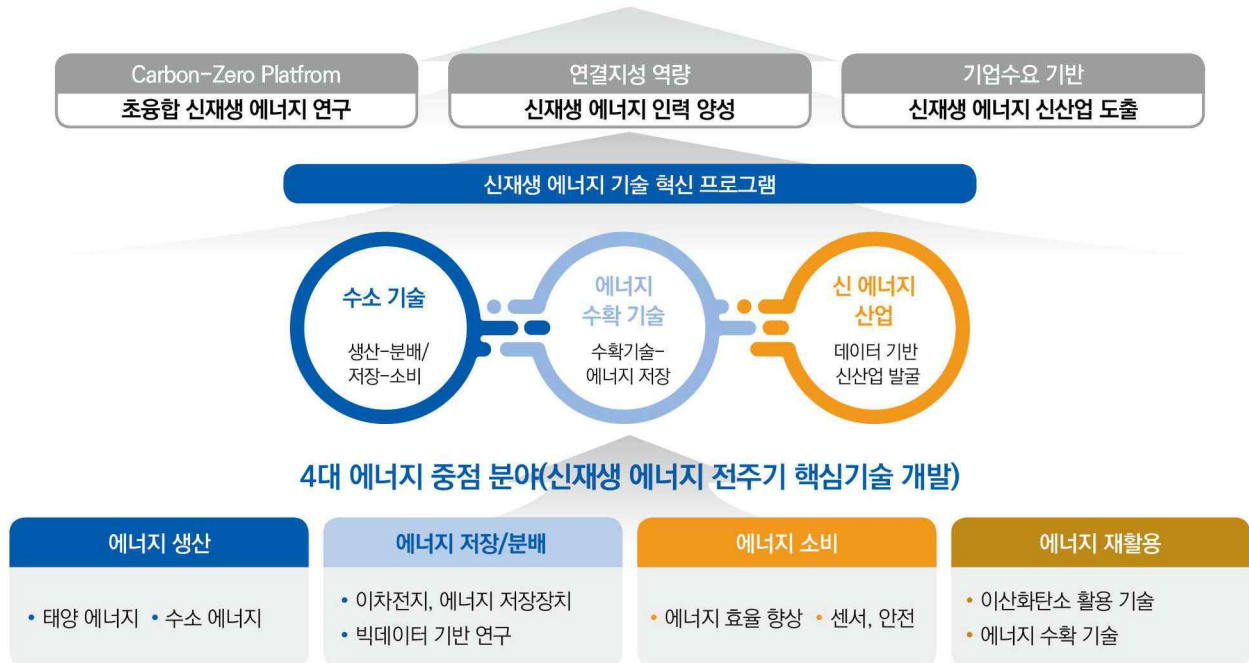 Carbon-Zero Platfrom
초융합 신재생 에너지 연구
연결지성 역량
신재생 에너지 인력 양성
기업수요 기반
신재생 에너지 신산업 도출
신재생 에너지 기술 혁신 프로그램
수소 기술
생산-분배/
저장-소비
에너지
수확 기술
수확기술-
에너지 저장
신 에너지
산업
데이터 기반
신산업 발굴
4대 에너지 중점 분야(신재생 에너지 전주기 핵심기술 개발)
에너지 생산
• 태양 에너지 • 수소 에너지
에너지 저장/분배
• 이차전지, 에너지 저장장치
• 빅데이터 기반 연구
에너지 소비
• 에너지 효율 향상 • 센서, 안전
에너지 재활용
• 이산화탄소 활용 기술
• 에너지 수확 기술